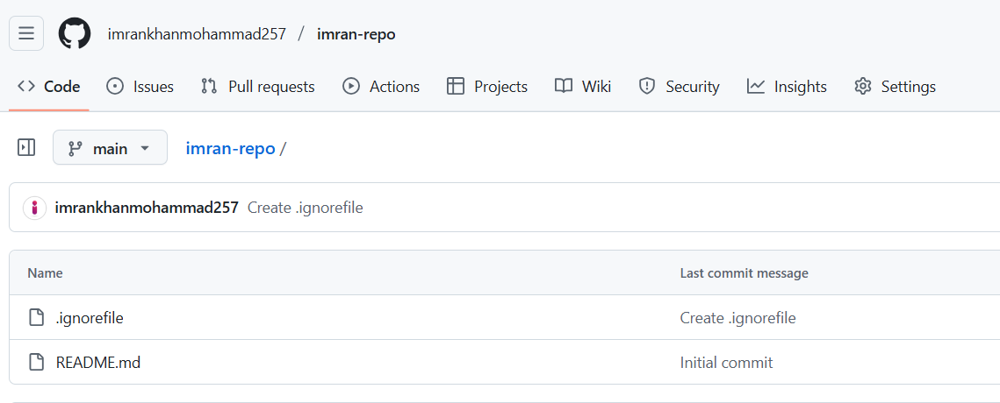 imrankhanmohammad257 / imran-repo
Code Issues Pull requests Actions Projects Wiki Security Insights Settings
main imran-repo /
imrankhanmohammad257 Create .ignorefile
Name Last commit message
.ignorefile Create .ignorefile
README.md Initial commit